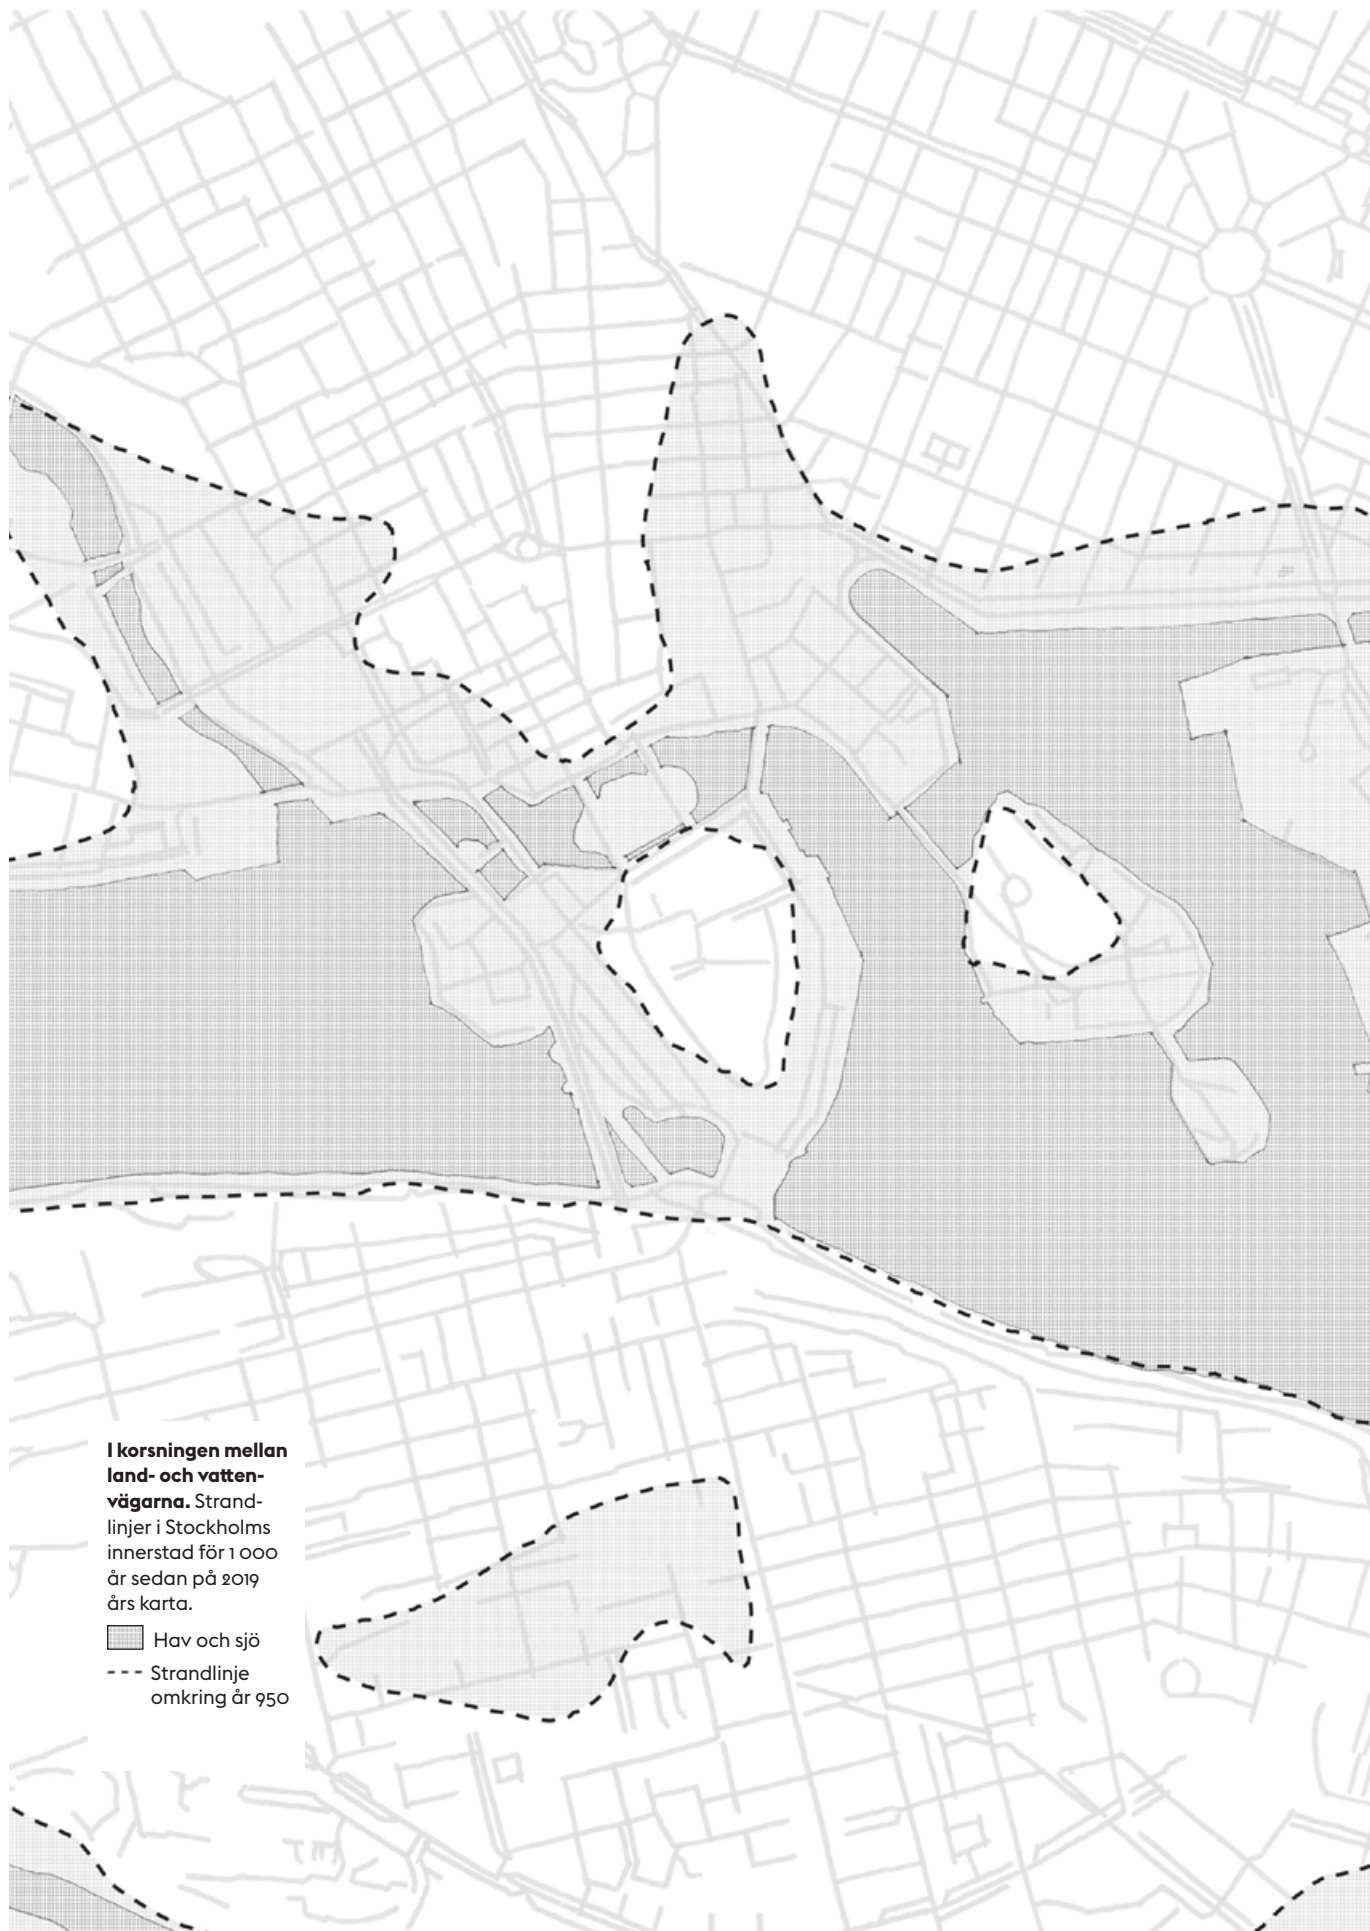 I korsningen mellan
land- och vatten-
vägarna. Strand-
linjer i Stockholms
innerstad för 1 000
år sedan på 2019
års karta.
Hav och sjö
Strandlinje
omkring år 950